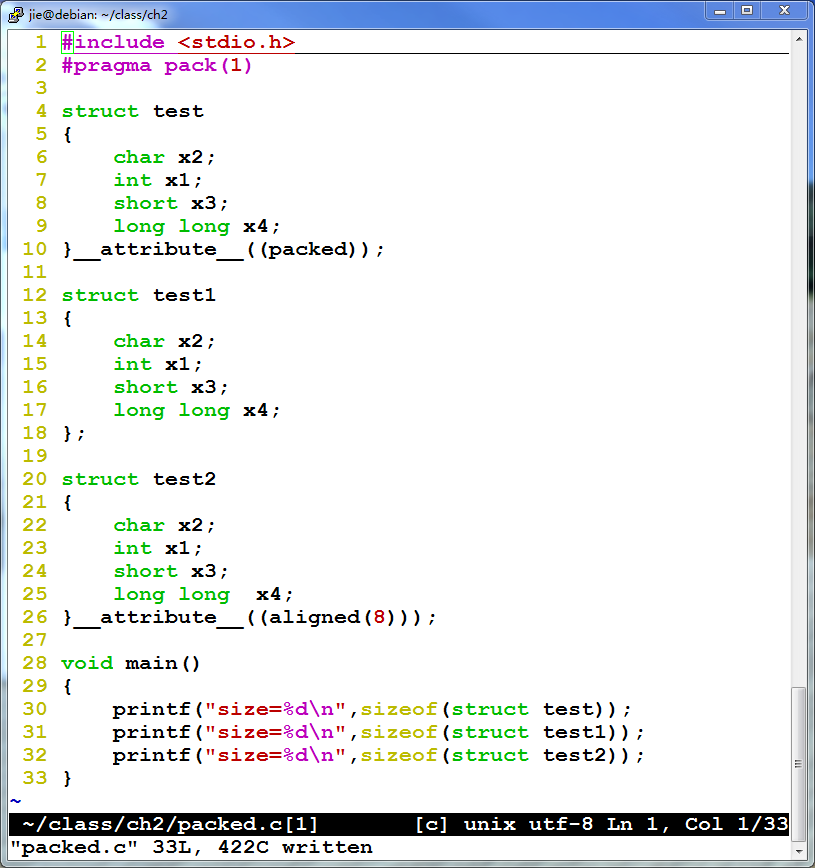 jie@debian: ~/class/ch2
1 #include <stdio.h>
2 #pragma pack(1)
3
4 struct test
5 {
6     char x2;
7     int x1;
8     short x3;
9     long long x4;
10 }__attribute__((packed));
11
12 struct test1
13 {
14     char x2;
15     int x1;
16     short x3;
17     long long x4;
18 };
19
20 struct test2
21 {
22     char x2;
23     int x1;
24     short x3;
25     long long  x4;
26 }__attribute__((aligned(8)));
27
28 void main()
29 {
30     printf("size=%d\n",sizeof(struct test));
31     printf("size=%d\n",sizeof(struct test1));
32     printf("size=%d\n",sizeof(struct test2));
33 }
~
~/class/ch2/packed.c[1] [c] unix utf-8 Ln 1, Col 1/33
"packed.c" 33L, 422C written